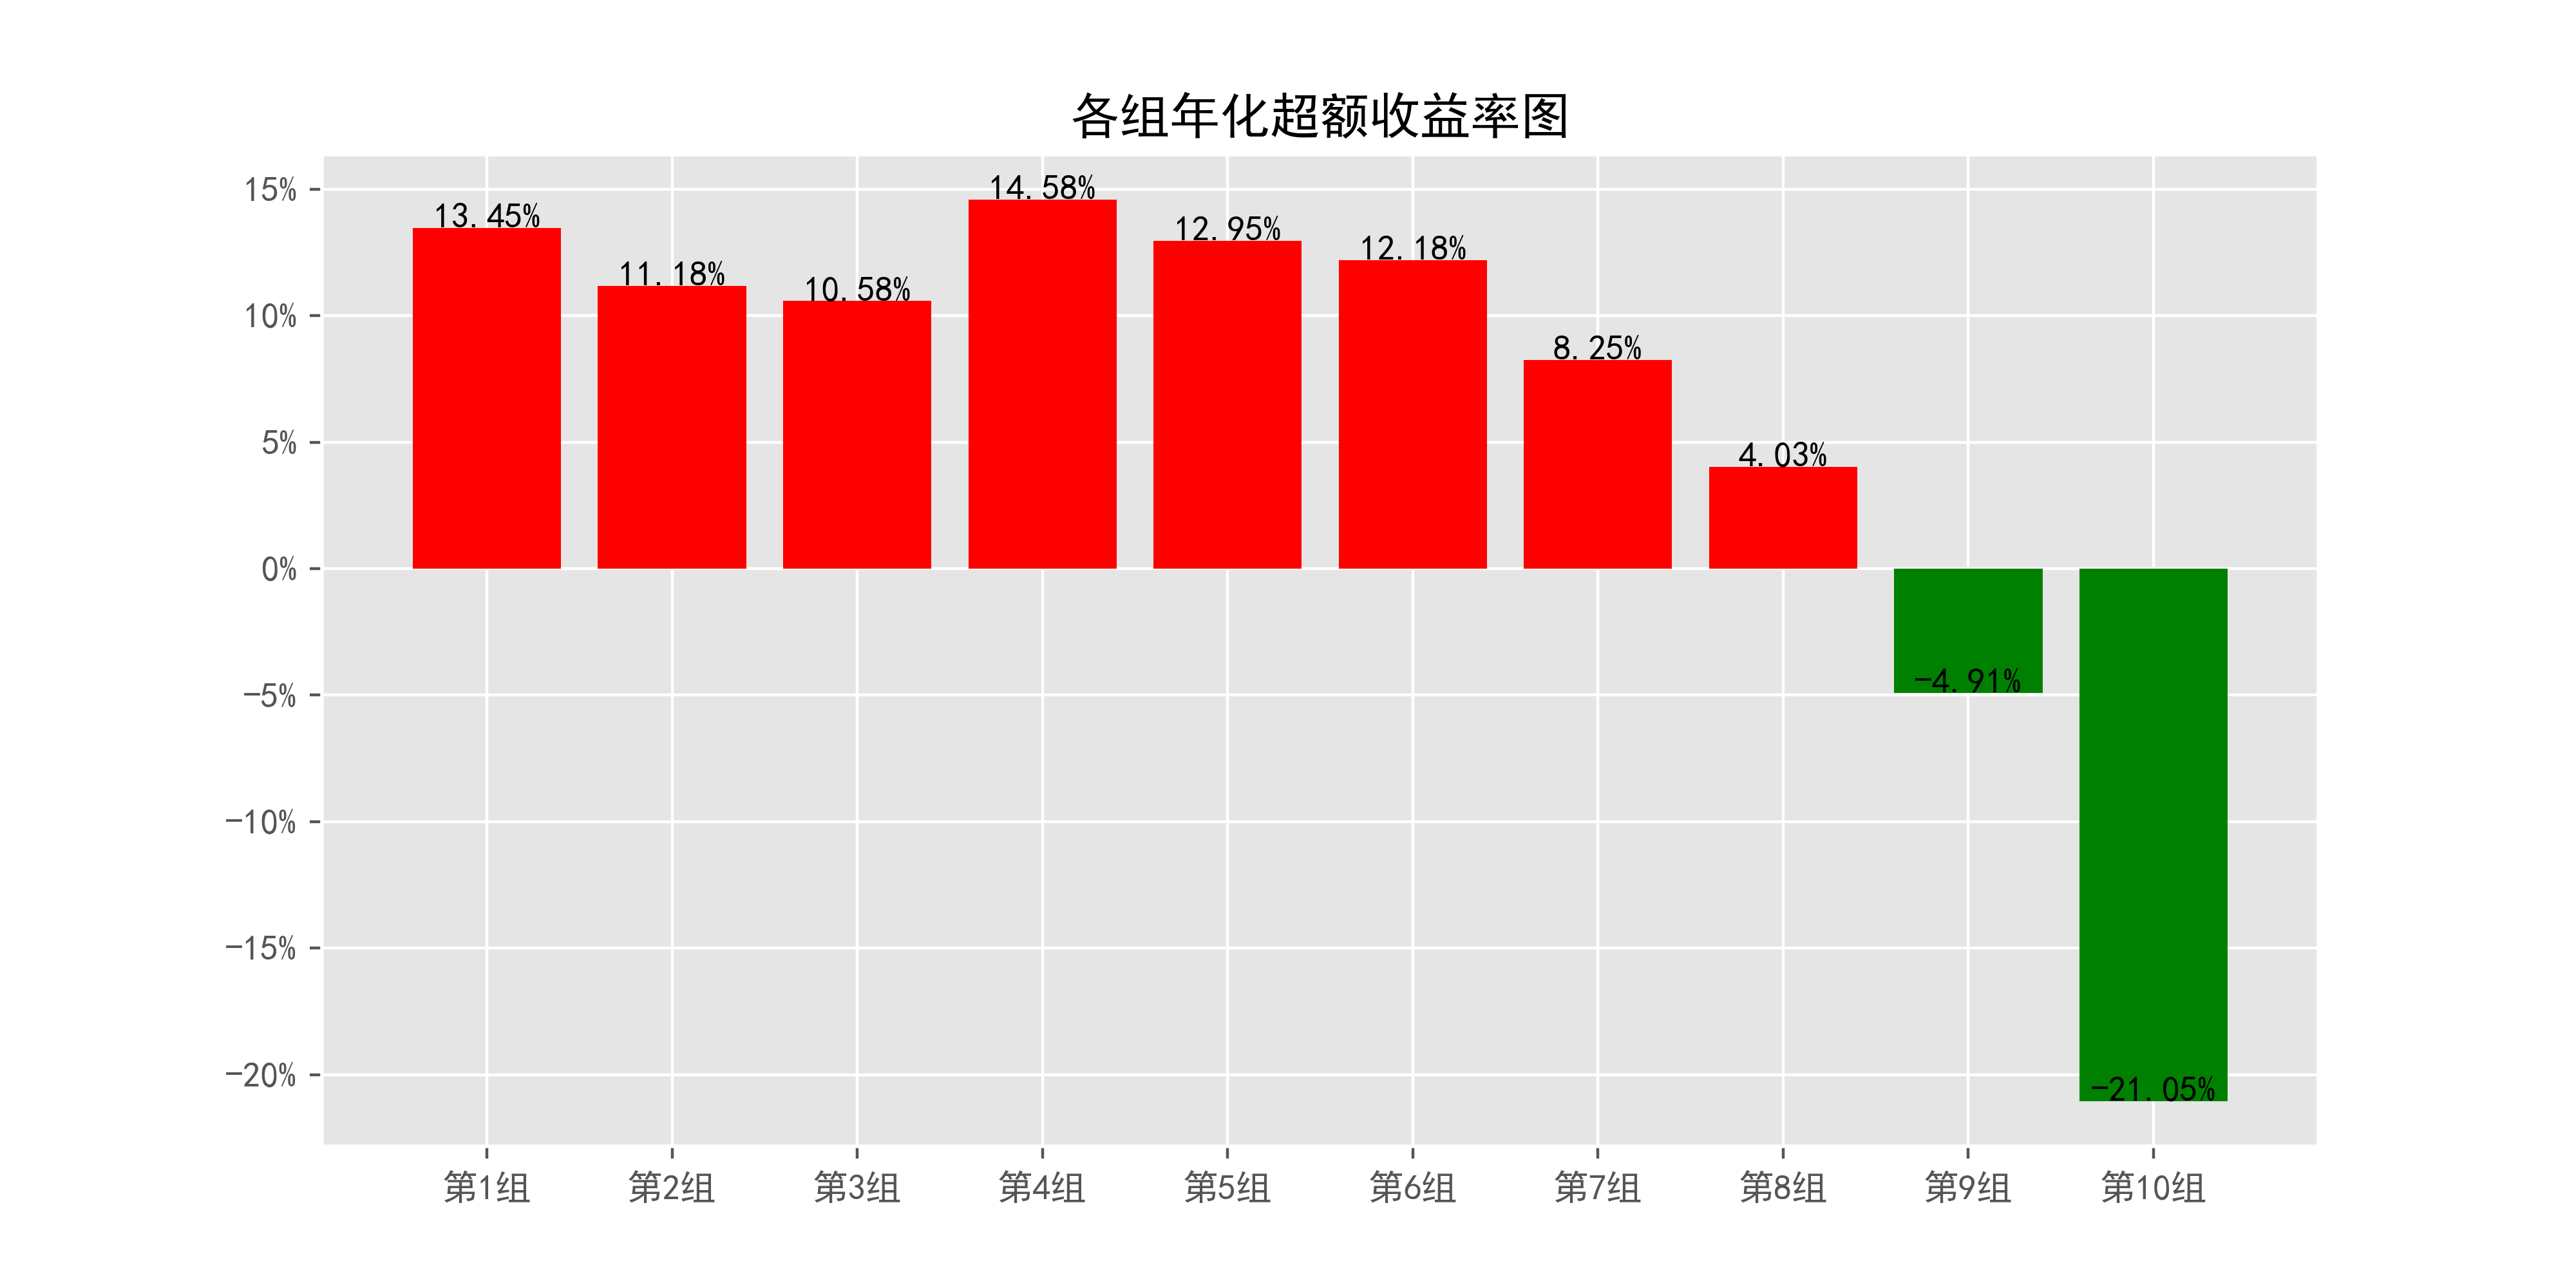 各组年化超额收益率图
15%
10%
5%
0%
−5%
−10%
−15%
−20%
13.45%
11.18%
10.58%
14.58%
12.95%
12.18%
8.25%
4.03%
−4.91%
−21.05%
第1组
第2组
第3组
第4组
第5组
第6组
第7组
第8组
第9组
第10组